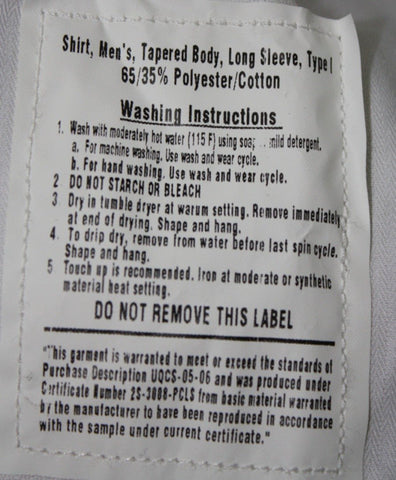 Shirt, Men's, Tapered Body, Long Sleeve, Type I
65/35% Polyester/Cotton
Washing Instructions
1. Wash with moderately hot water (115 F) using mild detergent.
a. For machine washing. Use wash and wear cycle.
b. For hand washing. Use wash and wear cycle.
2 DO NOT STARCH OR BLEACH
3 Dry in tumble dryer at warum setting. Remove immediately
at end of drying. Shape and hang.
4. To drip dry, remove from water before last spin cycle.
Shape and hang.
5 Touch up is recommended. Iron at moderate or synthetic
material heat setting.
DO NOT REMOVE THIS LABEL
"This garment is warranted to meet or exceed the standards of
Purchase Description UQCS-05-06 and was produced under
Certificate Number 2S-3088-PCLS from basic material warranted
by the manufacturer to have been reproduced in accordance
with the sample under current certificate."